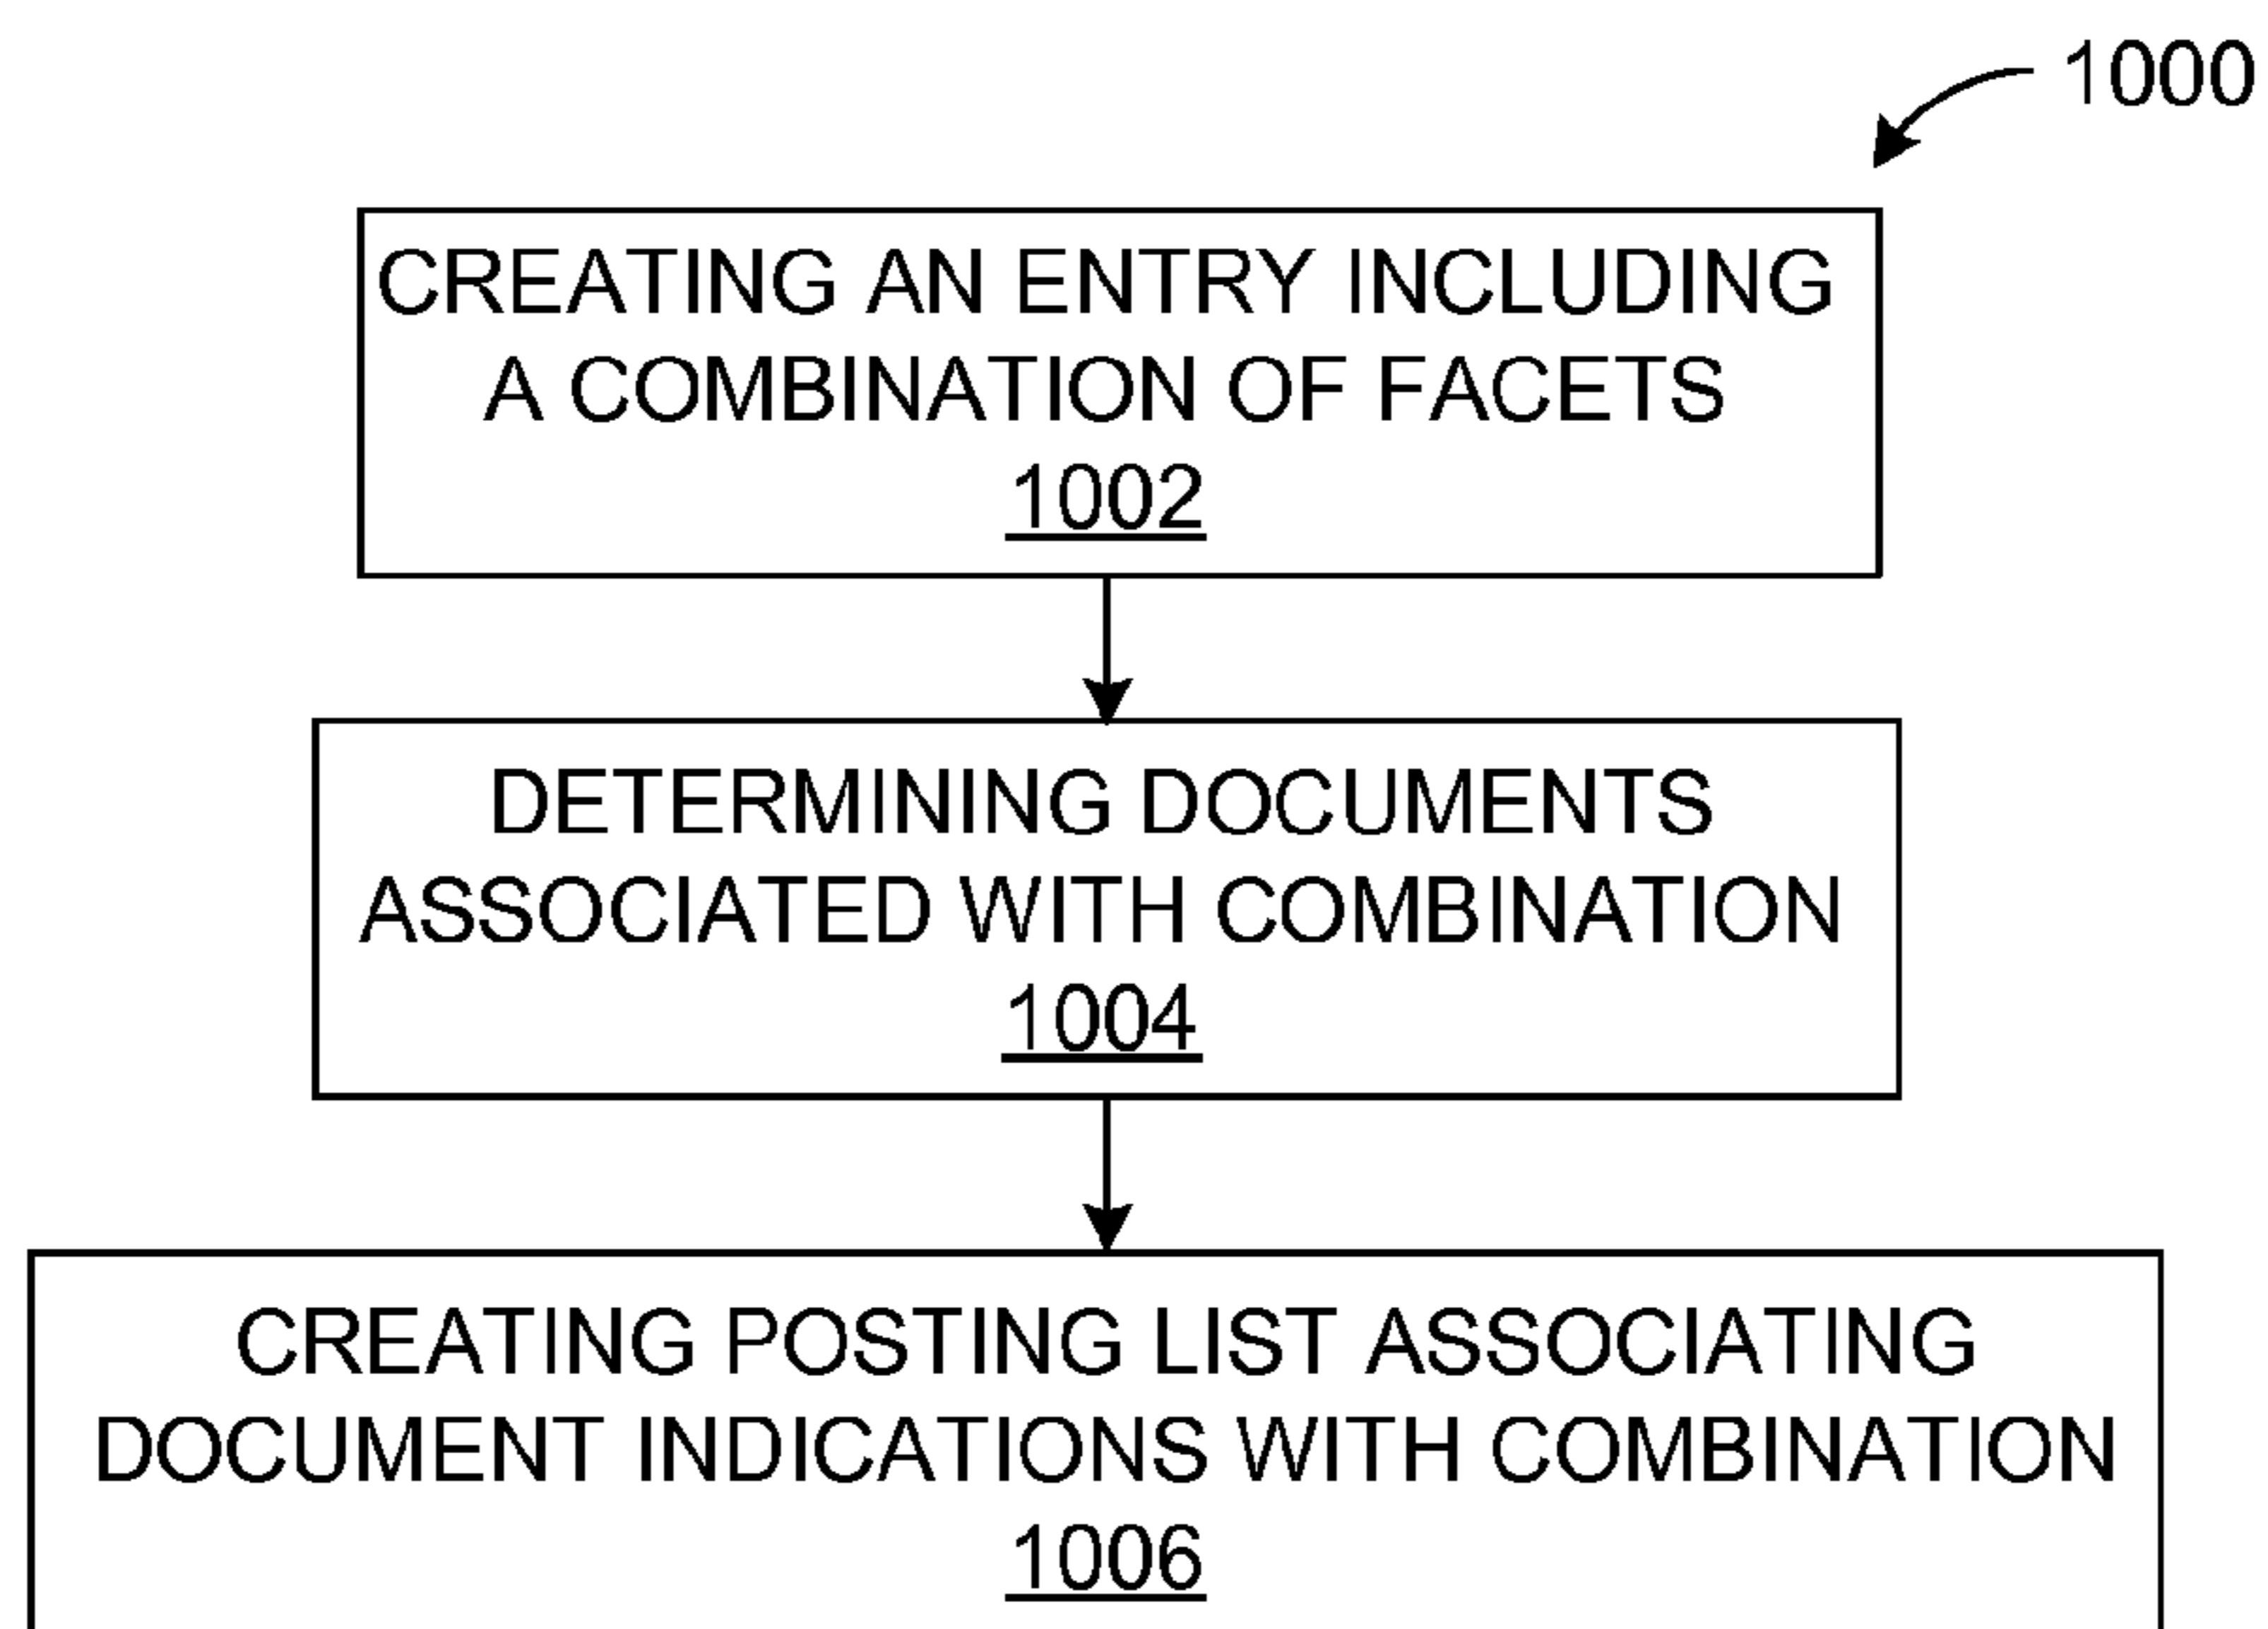 1000
CREATING AN ENTRY INCLUDING
A COMBINATION OF FACETS
1002
DETERMINING DOCUMENTS
ASSOCIATED WITH COMBINATION
1004
CREATING POSTING LIST ASSOCIATING
DOCUMENT INDICATIONS WITH COMBINATION
1006